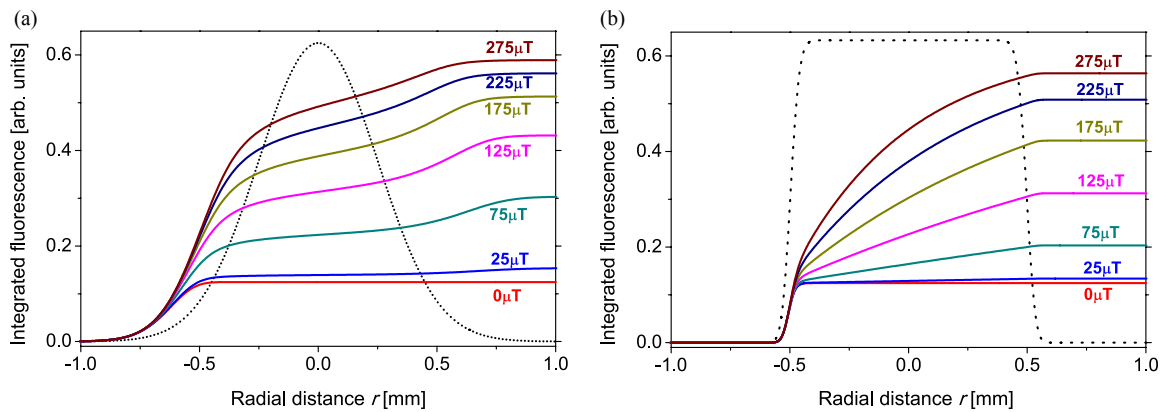 (a)
Integrated fluorescence [arb. units]
0.6
0.4
0.2
0.0
275µT
225µT
175µT
125µT
75µT
25µT
0µT
-1.0 -0.5 0.0 0.5 1.0
Radial distance r [mm]
(b)
Integrated fluorescence [arb. units]
0.6
0.4
0.2
0.0
275µT
225µT
175µT
125µT
75µT
25µT
0µT
-1.0 -0.5 0.0 0.5 1.0
Radial distance r [mm]